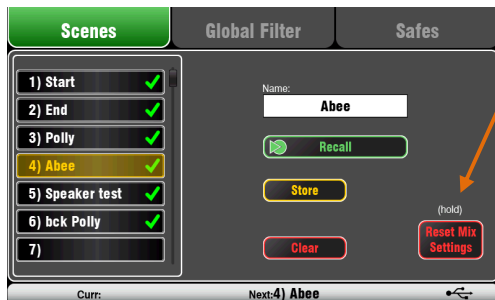 Scenes
Global Filter
Safes
1) Start
2) End
3) Polly
4) Abee
5) Speaker test
6) bck Polly
7)
Name:
Abee
Recall
Store
Clear
(hold)
Reset Mix
Settings
Curr:
Next:4) Abee